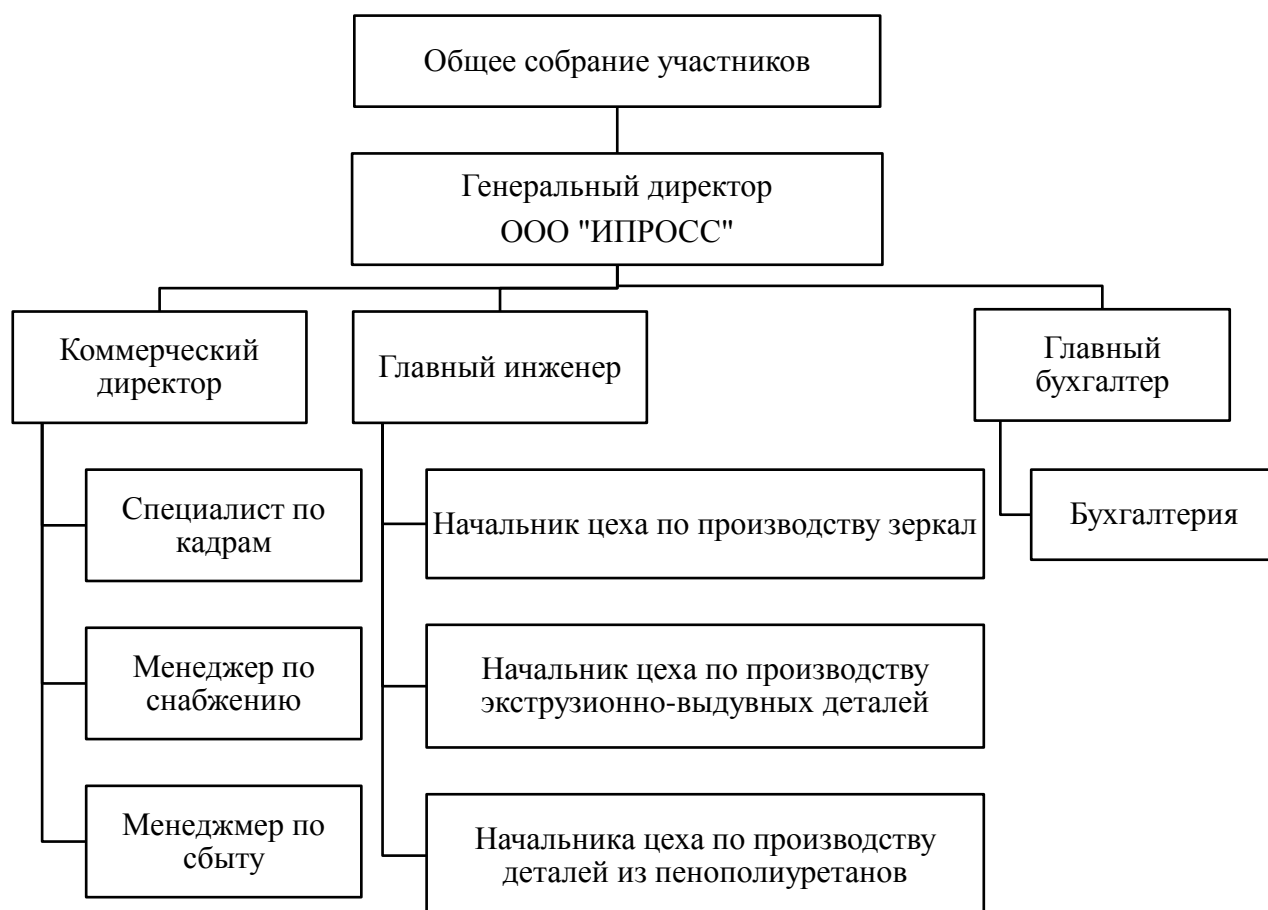 Общее собрание участников
Генеральный директор
ООО "ИПРОСС"
Коммерческий
директор
Главный инженер
Главный
бухгалтер
Специалист по
кадрам
Менеджер по
снабжению
Менеджмер по
сбыту
Начальник цеха по производству зеркал
Начальник цеха по производству
экструзионно-выдувных деталей
Начальника цеха по производству
деталей из пенополиуретанов
Бухгалтерия